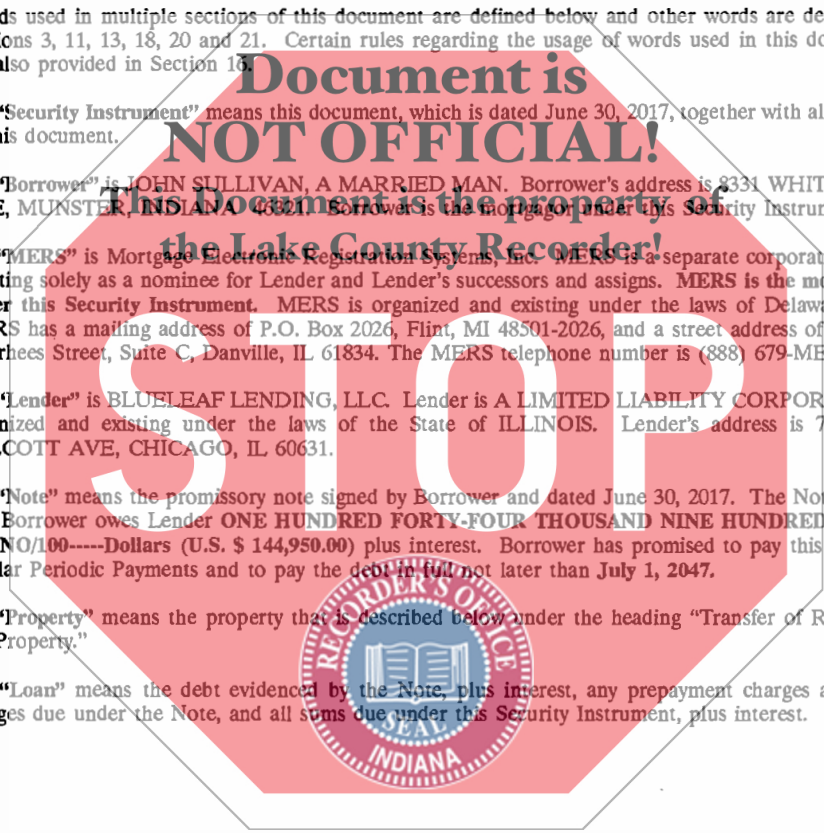 ds used in multiple sections of this document are defined below and other words are de
ons 3, 11, 13, 18, 20 and 21. Certain rules regarding the usage of words used in this do
lso provided in Section 16.
Document is
"Security Instrument" means this document, which is dated June 30, 2017, together with al
is document.
NOT OFFICIAL!
"Borrower" is JOHN SULLIVAN, A MARRIED MAN. Borrower's address is 8331 WHIT
E, MUNSTER, INDIANA 46321. Borrower is the mortgagor under this Security Instrum
This Document is the property of
the Lake County Recorder!
"MERS" is Mortgage Electronic Registration Systems, Inc. MERS is a separate corporat
ting solely as a nominee for Lender and Lender's successors and assigns. MERS is the mo
er this Security Instrument. MERS is organized and existing under the laws of Delawa
RS has a mailing address of P.O. Box 2026, Flint, MI 48501-2026, and a street address of
rhees Street, Suite C, Danville, IL 61834. The MERS telephone number is (888) 679-ME
STOP
"Lender" is BLUELEAF LENDING, LLC. Lender is A LIMITED LIABILITY CORPOR
nized and existing under the laws of the State of ILLINOIS. Lender's address is 7
COTT AVE, CHICAGO, IL 60631.
"Note" means the promissory note signed by Borrower and dated June 30, 2017. The No
Borrower owes Lender ONE HUNDRED FORTY-FOUR THOUSAND NINE HUNDRED
NO/100-----Dollars (U.S. $ 144,950.00) plus interest. Borrower has promised to pay this
lar Periodic Payments and to pay the debt in full not later than July 1, 2047.
"Property" means the property that is described below under the heading "Transfer of R
Property."
"Loan" means the debt evidenced by the Note, plus interest, any prepayment charges a
ges due under the Note, and all sums due under this Security Instrument, plus interest.
RECORDER'S OFFICE
SEAL
INDIANA